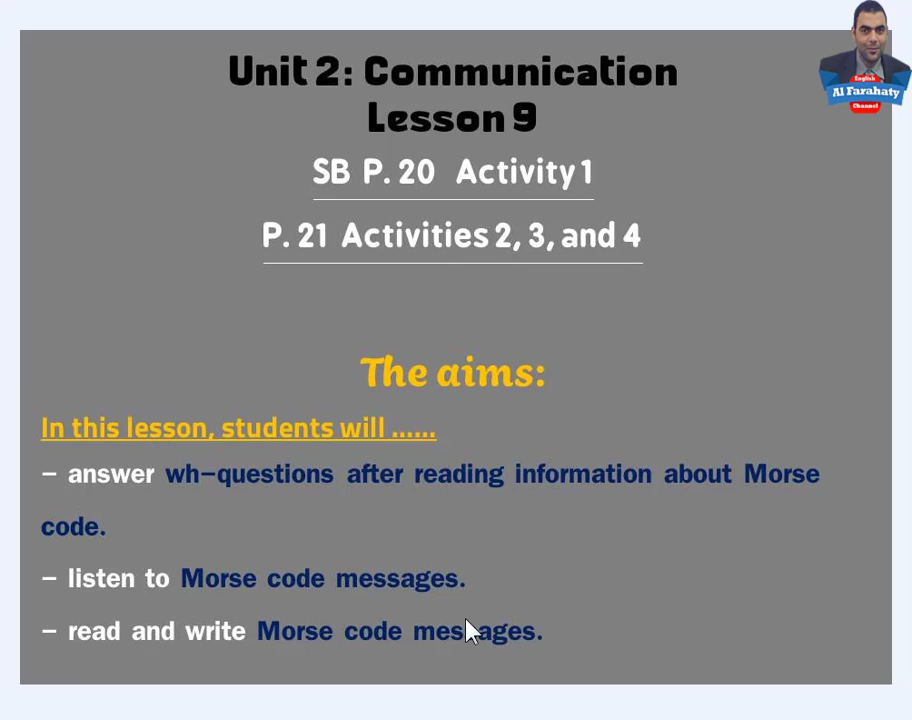 Unit 2: Communication
Lesson 9
SB P. 20 Activity 1
P. 21 Activities 2, 3, and 4
The aims:
In this lesson, students will ......
– answer wh–questions after reading information about Morse
code.
– listen to Morse code messages.
– read and write Morse code messages.
English
Al Farahaty
Channel